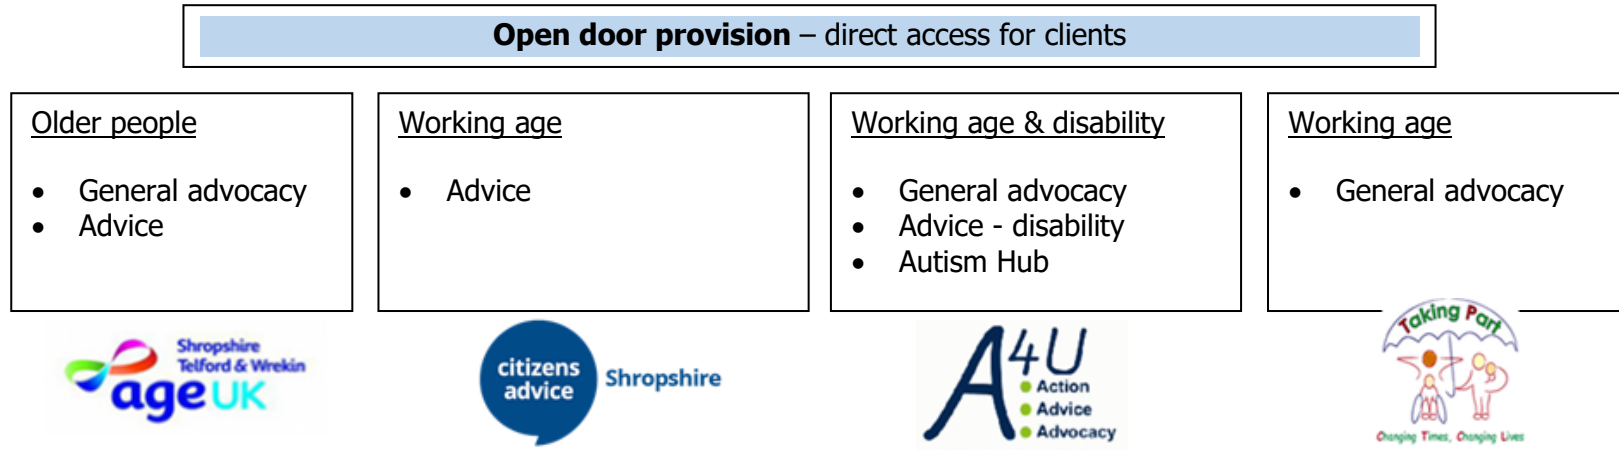 Open door provision – direct access for clients
Older people
• General advocacy
• Advice
Working age
• Advice
Working age & disability
• General advocacy
• Advice - disability
• Autism Hub
Working age
• General advocacy
Shropshire
Telford & Wrekin
age UK
citizens
advice
Shropshire
A4U
Action
Advice
Advocacy
Taking Part
Changing Times, Changing Lives